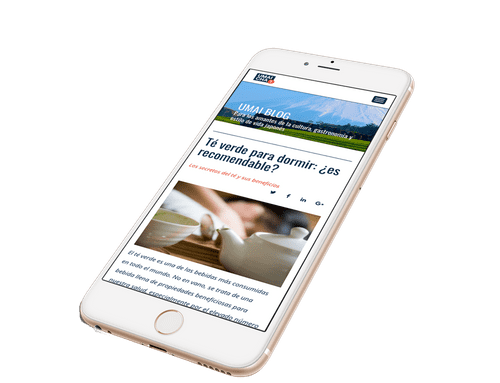 UMAI
UMAI BLOG
Para los amantes de la cultura, gastronomía y
estilo de vida japonés
Té verde para dormir: ¿es
recomendable?
Los secretos del té y sus beneficios
El té verde es una de las bebidas más consumidas
en todo el mundo. No en vano, se trata de una
bebida llena de propiedades beneficiosas para
nuestra salud, especialmente por el elevado número